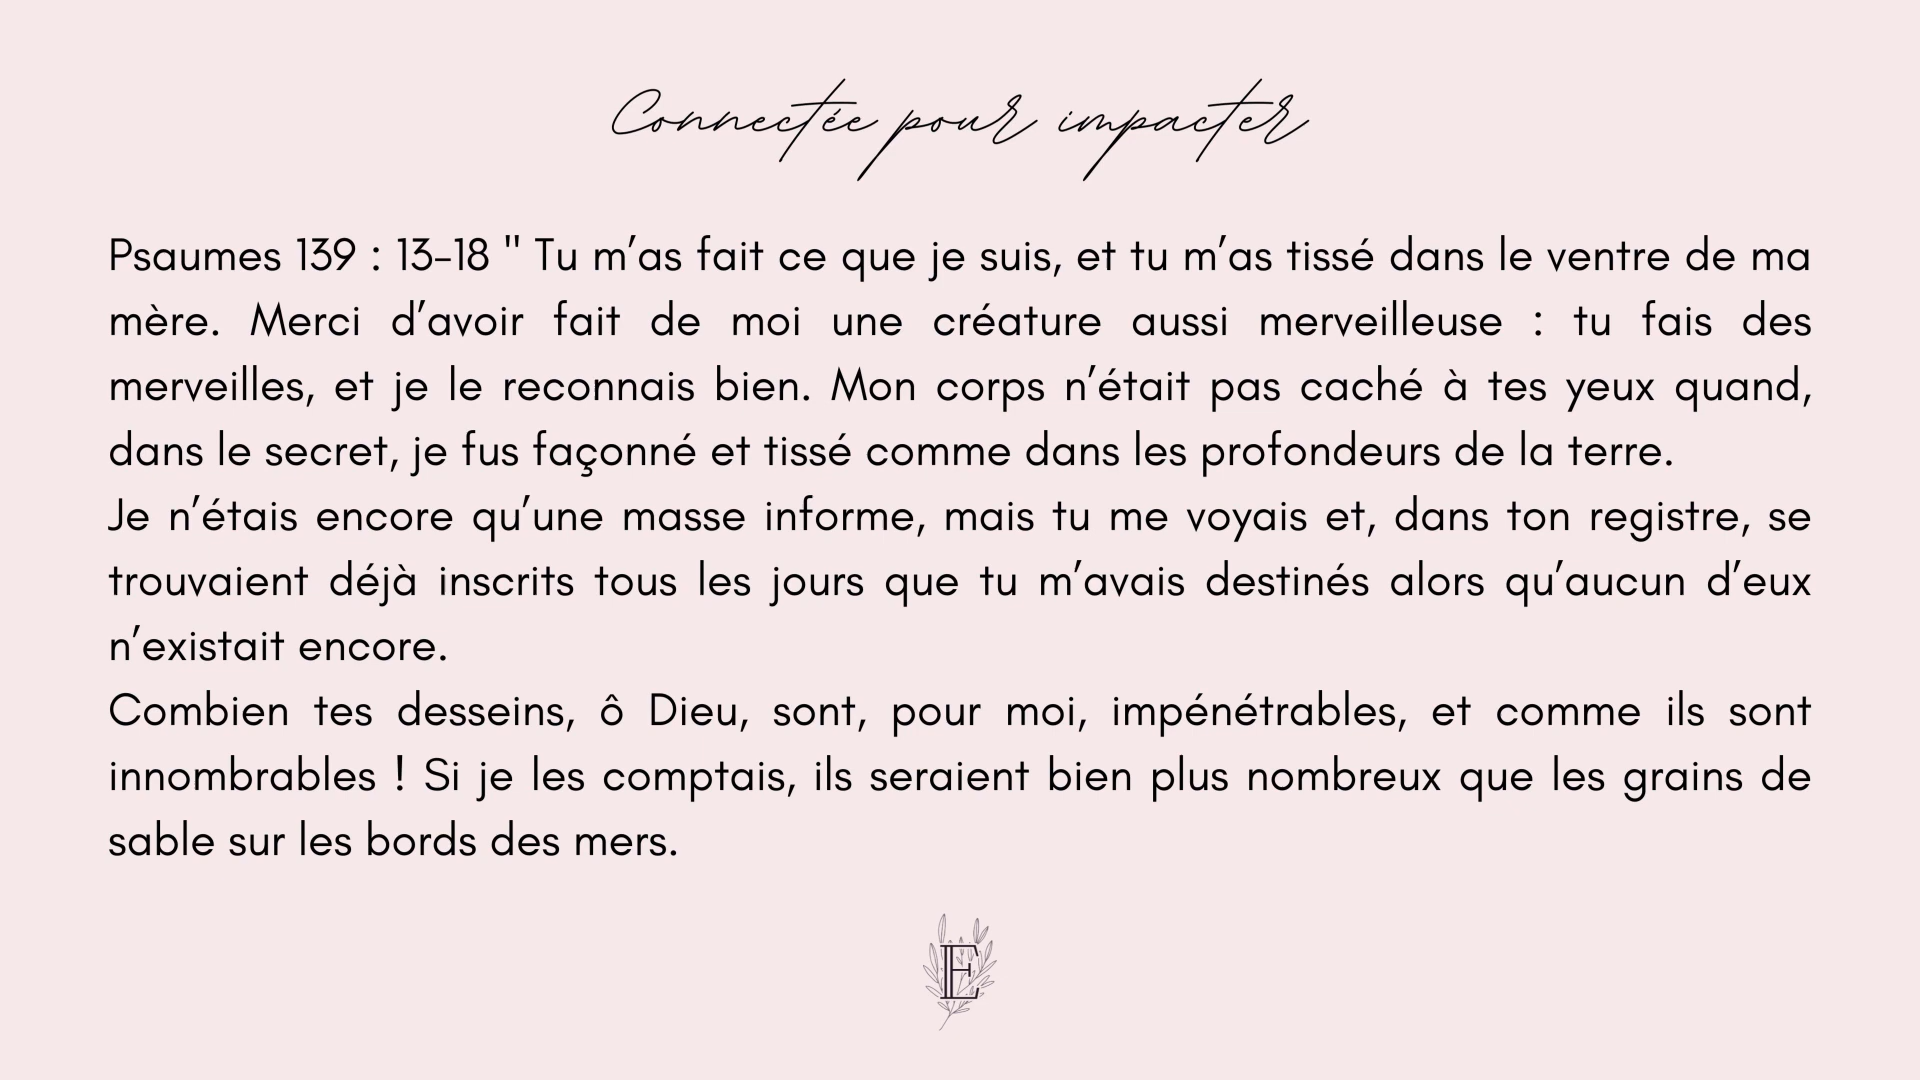 Connectée pour impacter
Psaumes 139 : 13-18 " Tu m’as fait ce que je suis, et tu m’as tissé dans le ventre de ma
mère. Merci d’avoir fait de moi une créature aussi merveilleuse : tu fais des
merveilles, et je le reconnais bien. Mon corps n’était pas caché à tes yeux quand,
dans le secret, je fus façonné et tissé comme dans les profondeurs de la terre.
Je n’étais encore qu’une masse informe, mais tu me voyais et, dans ton registre, se
trouvaient déjà inscrits tous les jours que tu m’avais destinés alors qu’aucun d’eux
n’existait encore.
Combien tes desseins, ô Dieu, sont, pour moi, impénétrables, et comme ils sont
innombrables ! Si je les comptais, ils seraient bien plus nombreux que les grains de
sable sur les bords des mers.
E